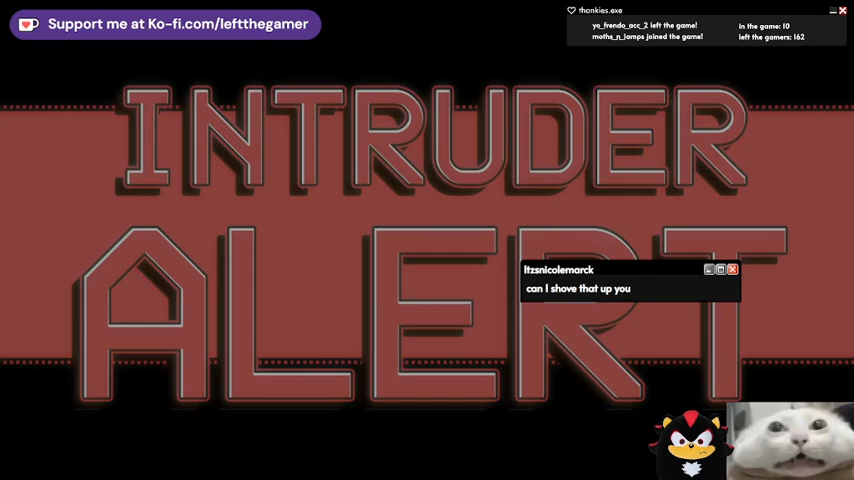 Support me at Ko-fi.com/leftthegamer
thankies.exe
yo_frendo_acc_2 left the game!
moths_n_lamps joined the game!
in the game: 10
left the gamers: 162
INTRUDER
ALERT
Itzsnicolemarck
can I shove that up you